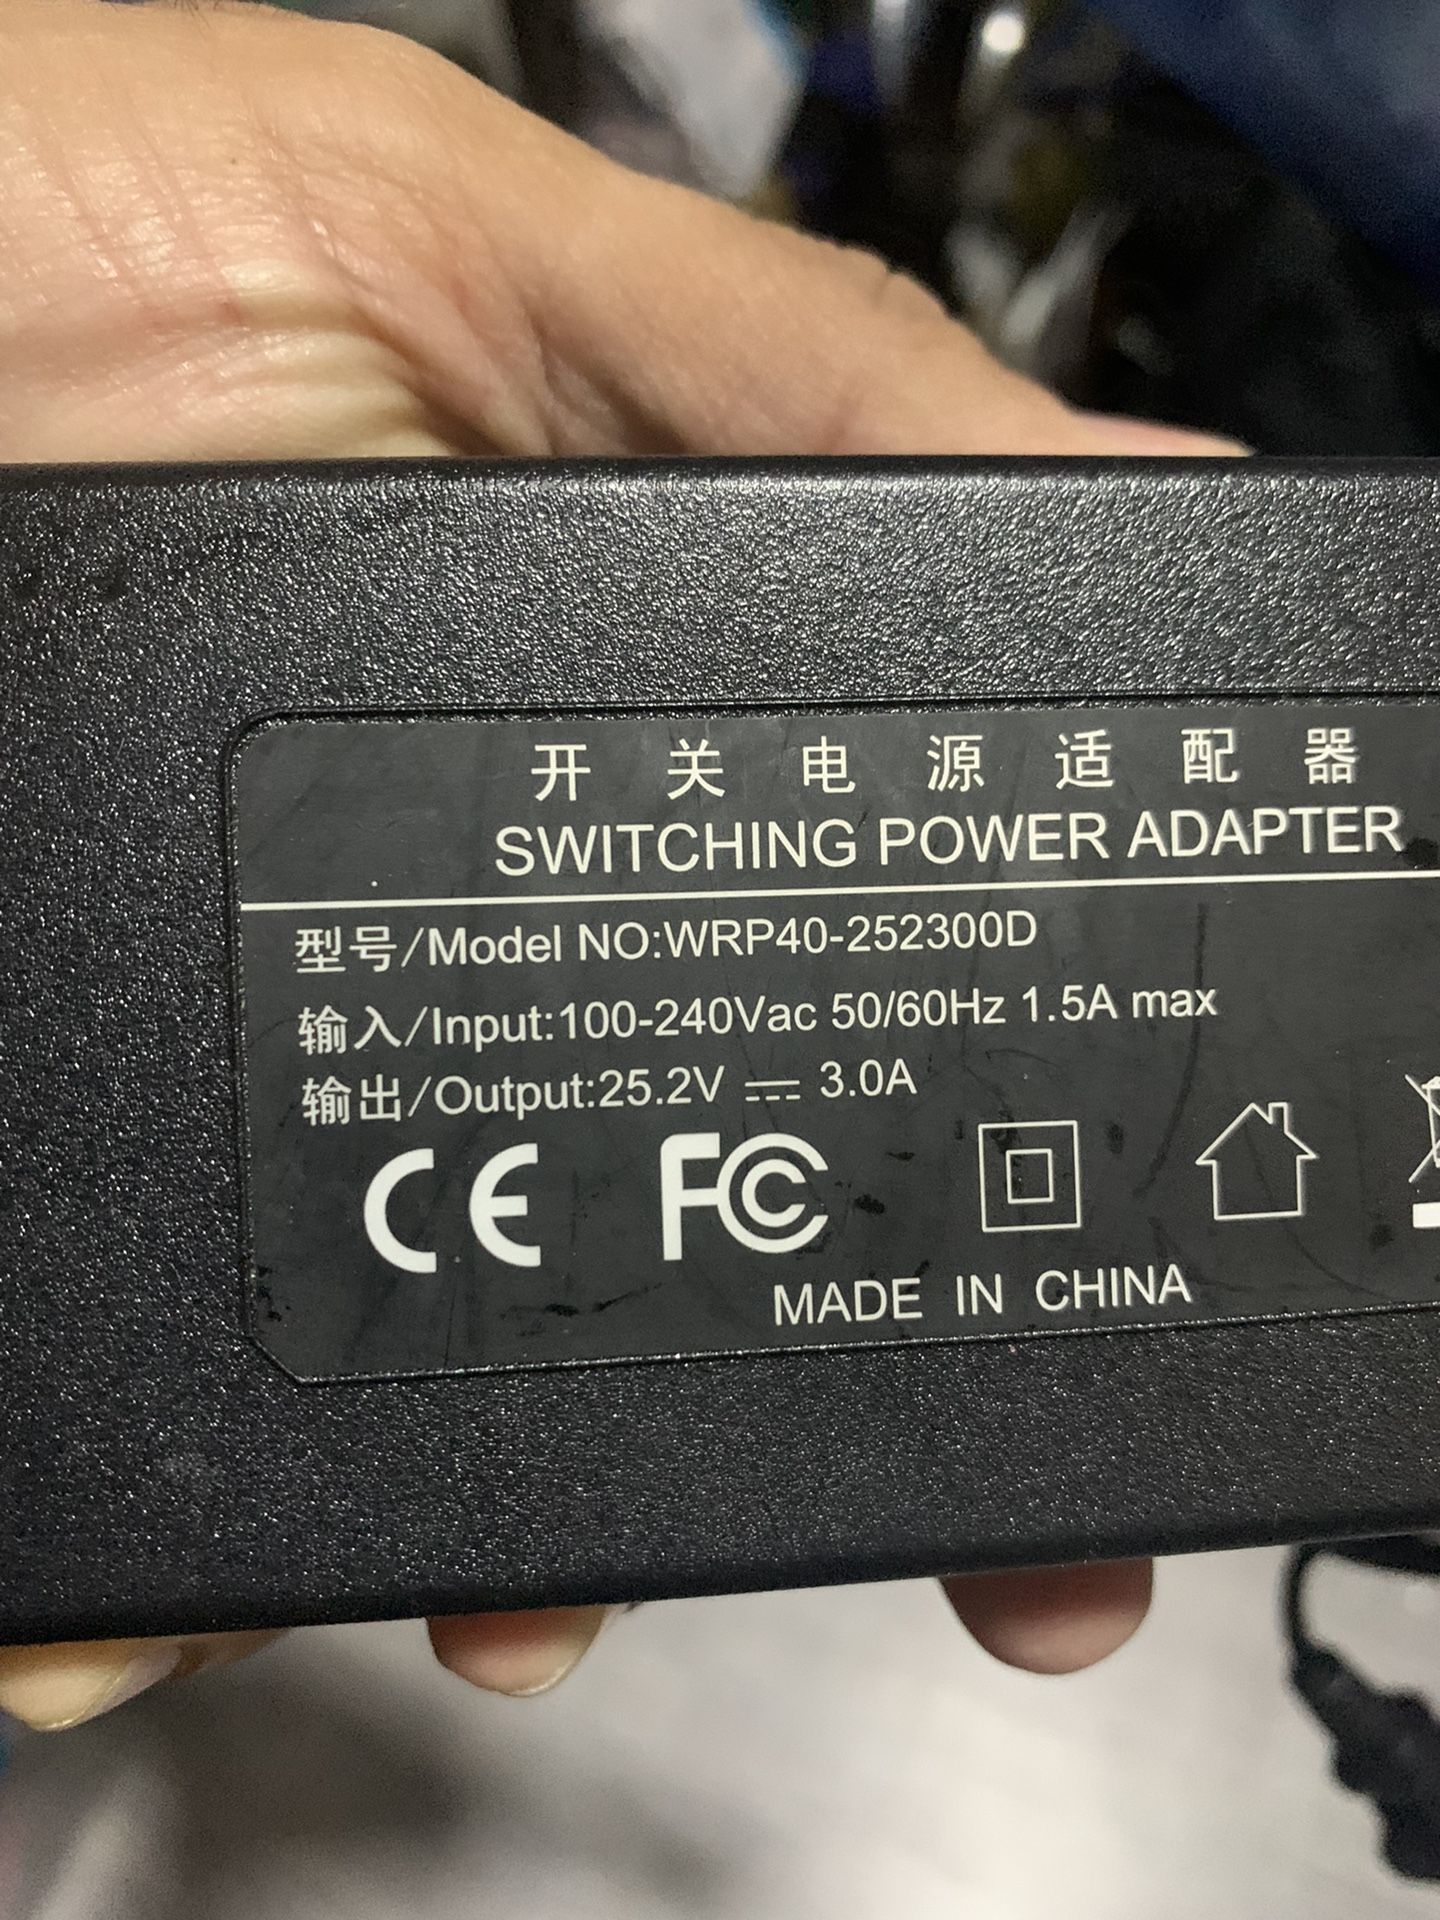 开关电源适配器
SWITCHING POWER ADAPTER
型号/Model NO:WRP40-252300D
输入/Input:100-240Vac 50/60Hz 1.5A max
输出/Output:25.2V ⎓ 3.0A
CE FC
MADE IN CHINA